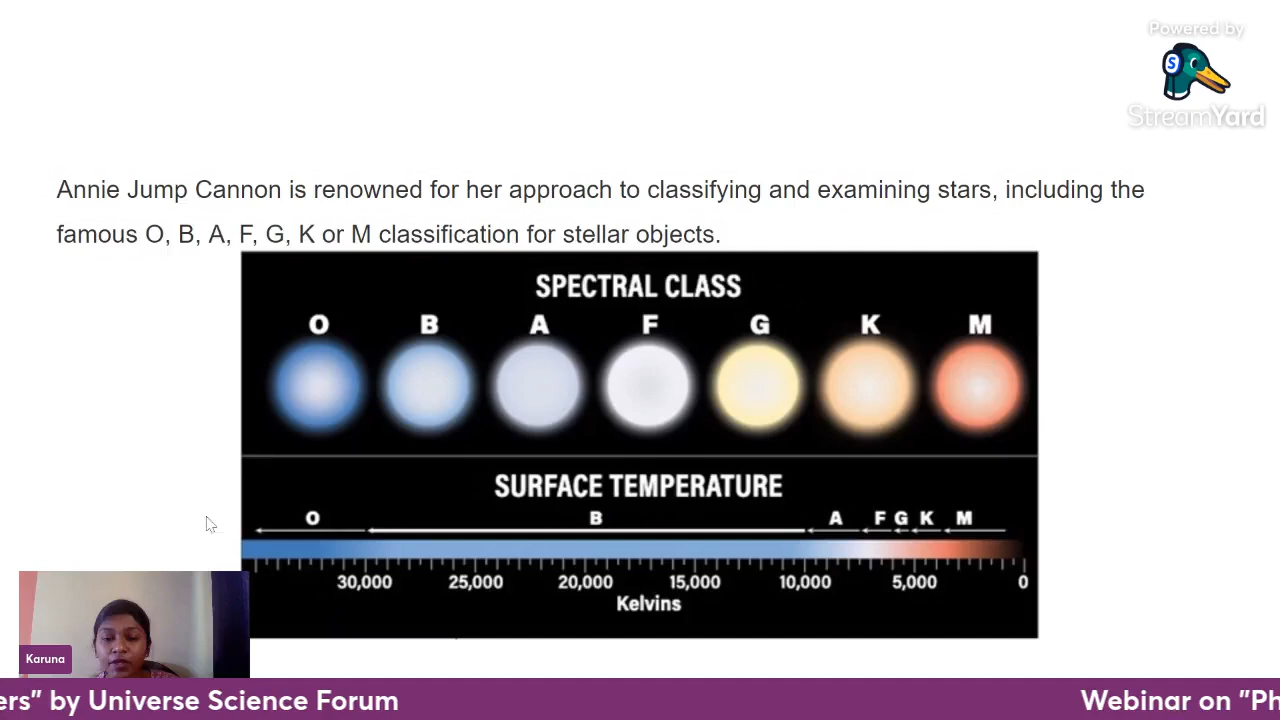 Powered by
StreamYard
Annie Jump Cannon is renowned for her approach to classifying and examining stars, including the
famous O, B, A, F, G, K or M classification for stellar objects.
SPECTRAL CLASS
O B A F G K M
SURFACE TEMPERATURE
O B A F G K M
30,000 25,000 20,000 15,000 10,000 5,000 0
Kelvins
Karuna
ers” by Universe Science Forum
Webinar on ”Ph